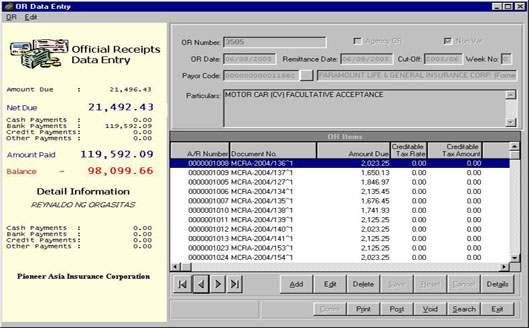 OR Data Entry
OR Edit
Official Receipts
Data Entry
Amount Due : 21,496.43
Net Due 21,492.43
Cash Payments : 0.00
Bank Payments : 119,592.09
Credit Payments: 0.00
Other Payments : 0.00
Amount Paid 119,592.09
Balance - 98,099.66
Detail Information
REYNALDO NG ORGASITAS
Cash Payments : 0.00
Bank Payments : 0.00
Credit Payments: 0.00
Other Payments : 0.00
Pioneer Asia Insurance Corporation
OR Number: 3505 Agency OR Non Vat
OR Date: 06/08/2005 Remittance Date: 06/08/2005 Cut-Off: 2005/06 Week No: 0
Payor Code: PARAMOUNT LIFE & GENERAL INSURANCE CORP.
Particulars: MOTOR CAR (CV) FACULTATIVE ACCEPTANCE
OR Items
A/R Number Document No. Amount Due Creditable Tax Rate Creditable Tax Amount
0000001008 MCRA-2004/136^1 2,023.25 0.00 0.00
0000001009 MCRA-2004/137^1 1,650.13 0.00 0.00
0000001005 MCRA-2004/127^1 1,846.97 0.00 0.00
0000001006 MCRA-2004/134^1 2,125.25 0.00 0.00
0000001007 MCRA-2004/135^1 1,676.45 0.00 0.00
0000001010 MCRA-2004/138^1 1,741.93 0.00 0.00
0000001011 MCRA-2004/139^1 2,125.25 0.00 0.00
0000001012 MCRA-2004/140^1 2,125.25 0.00 0.00
0000001013 MCRA-2004/141^1 2,125.25 0.00 0.00
0000001023 MCRA-2004/153^1 2,125.25 0.00 0.00
0000001024 MCRA-2004/154^1 2,023.25 0.00 0.00
Add Edit Delete Save Reset Cancel Details
Comm Print Post Void Search Exit